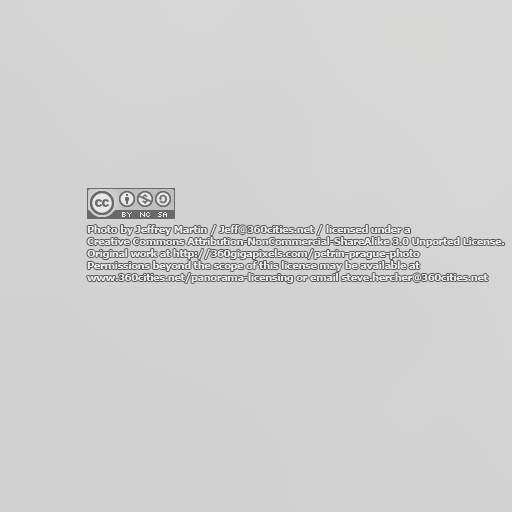 cc
BY NC SA
Photo by Jeffrey Martin / Jeff@360cities.net / licensed under a
Creative Commons Attribution-NonCommercial-ShareAlike 3.0 Unported License.
Original work at http://360gigapixels.com/petrin-prague-photo
Permissions beyond the scope of this license may be available at
www.360cities.net/panorama-licensing or email steve.hercher@360cities.net